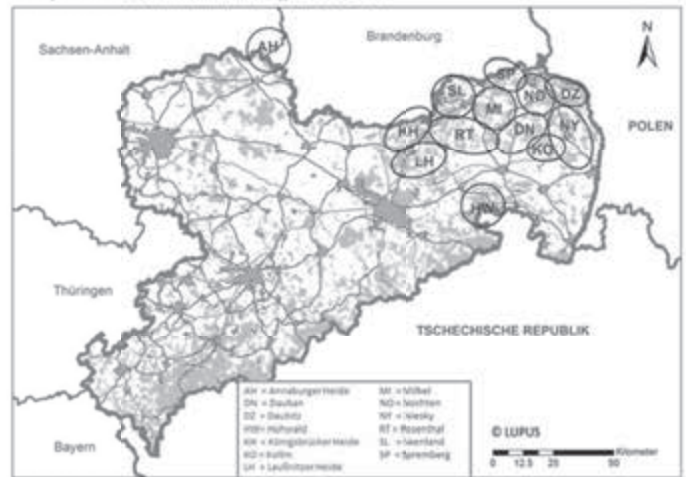 Sachsen-Anhalt
Brandenburg
N
POLEN
AH
SP
SL
NO
DZ
MI
KH
RT
DN
NY
KO
LH
HW
Thüringen
TSCHECHISCHE REPUBLIK
Bayern
AH = Annaburger Heide
DN = Dauban
DZ = Daubitz
HW = Hohwald
KH = Königsbrücker Heide
KO = Kollm
LH = Laußnitzer Heide
MI = Milkel
NO = Nochten
NY = Niesky
RT = Rosenthal
SL = Seenland
SP = Spremberg
© LUPUS
Kilometer
0 12.5 25 50